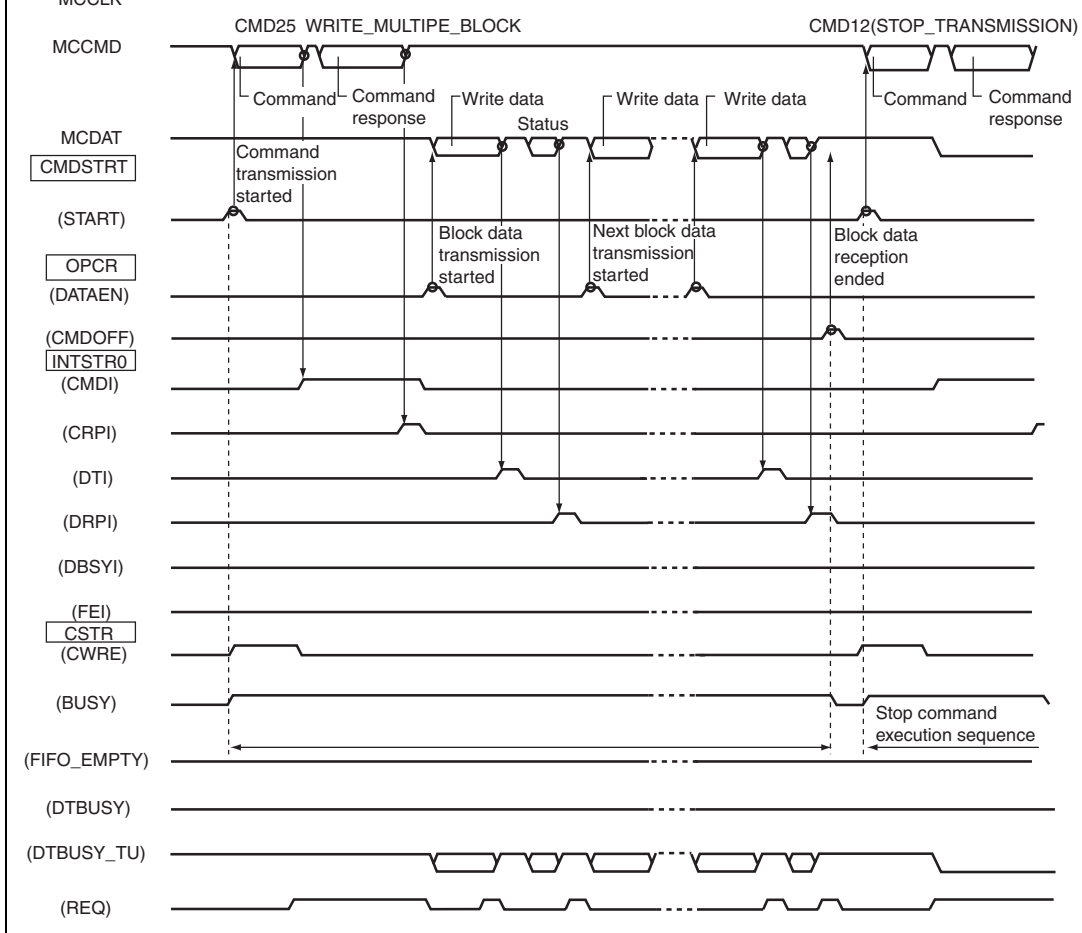 MCCLK
CMD25 WRITE_MULTIPE_BLOCK
CMD12(STOP_TRANSMISSION)
MCCMD
Command
Command
response
Command
Command
response
Write data
Status
Write data
Write data
MCDAT
CMDSTRT
Command
transmission
started
(START)
Block data
transmission
started
Next block data
transmission
started
Block data
reception
ended
OPCR
(DATAEN)
(CMDOFF)
INTSTR0
(CMDI)
(CRPI)
(DTI)
(DRPI)
(DBSYI)
(FEI)
CSTR
(CWRE)
(BUSY)
Stop command
execution sequence
(FIFO_EMPTY)
(DTBUSY)
(DTBUSY_TU)
(REQ)